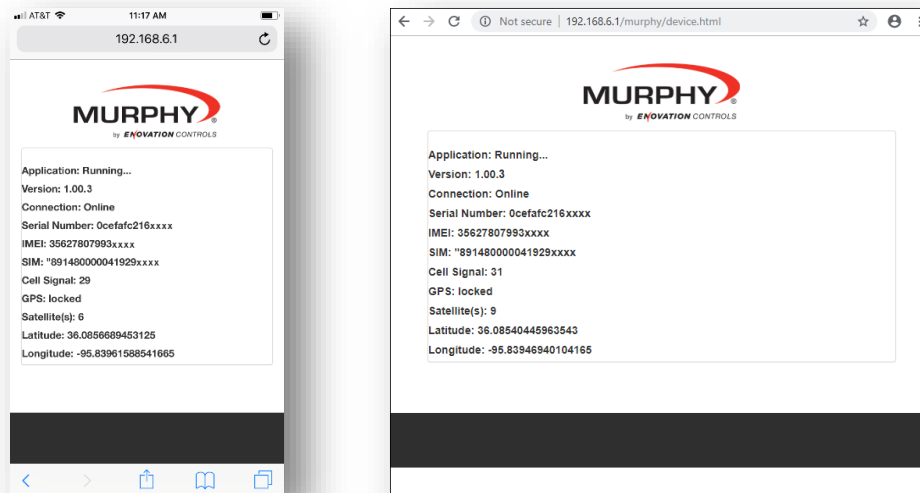 AT&T 11:17 AM
192.168.6.1
MURPHY®
by ENOVATION CONTROLS
Application: Running...
Version: 1.00.3
Connection: Online
Serial Number: 0cefafc216xxxx
IMEI: 35627807993xxxx
SIM: "891480000041929xxxx
Cell Signal: 29
GPS: locked
Satellite(s): 6
Latitude: 36.0856689453125
Longitude: -95.83961588541665
Not secure | 192.168.6.1/murphy/device.html
MURPHY®
by ENOVATION CONTROLS
Application: Running...
Version: 1.00.3
Connection: Online
Serial Number: 0cefafc216xxxx
IMEI: 35627807993xxxx
SIM: "891480000041929xxxx
Cell Signal: 31
GPS: locked
Satellite(s): 9
Latitude: 36.08540445963543
Longitude: -95.83946940104165